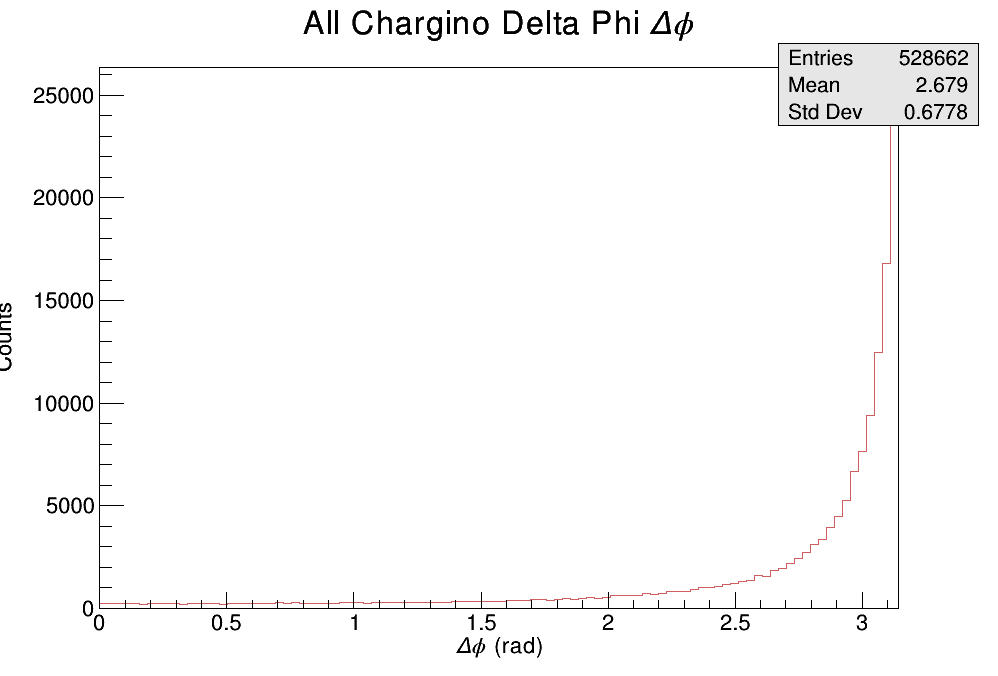 All Chargino Delta Phi Δϕ
Entries 528662
Mean 2.679
Std Dev 0.6778
25000
20000
15000
10000
5000
0
Counts
0 0.5 1 1.5 2 2.5 3
Δϕ (rad)